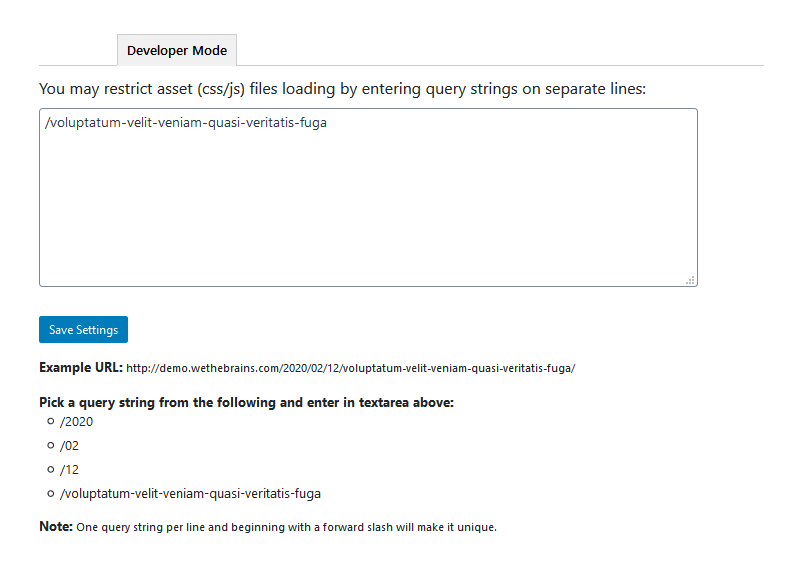 Developer Mode
You may restrict asset (css/js) files loading by entering query strings on separate lines:
/voluptatum-velit-veniam-quasi-veritatis-fuga
Save Settings
Example URL: http://demo.wethebrains.com/2020/02/12/voluptatum-velit-veniam-quasi-veritatis-fuga/
Pick a query string from the following and enter in textarea above:
/2020
/02
/12
/voluptatum-velit-veniam-quasi-veritatis-fuga
Note: One query string per line and beginning with a forward slash will make it unique.